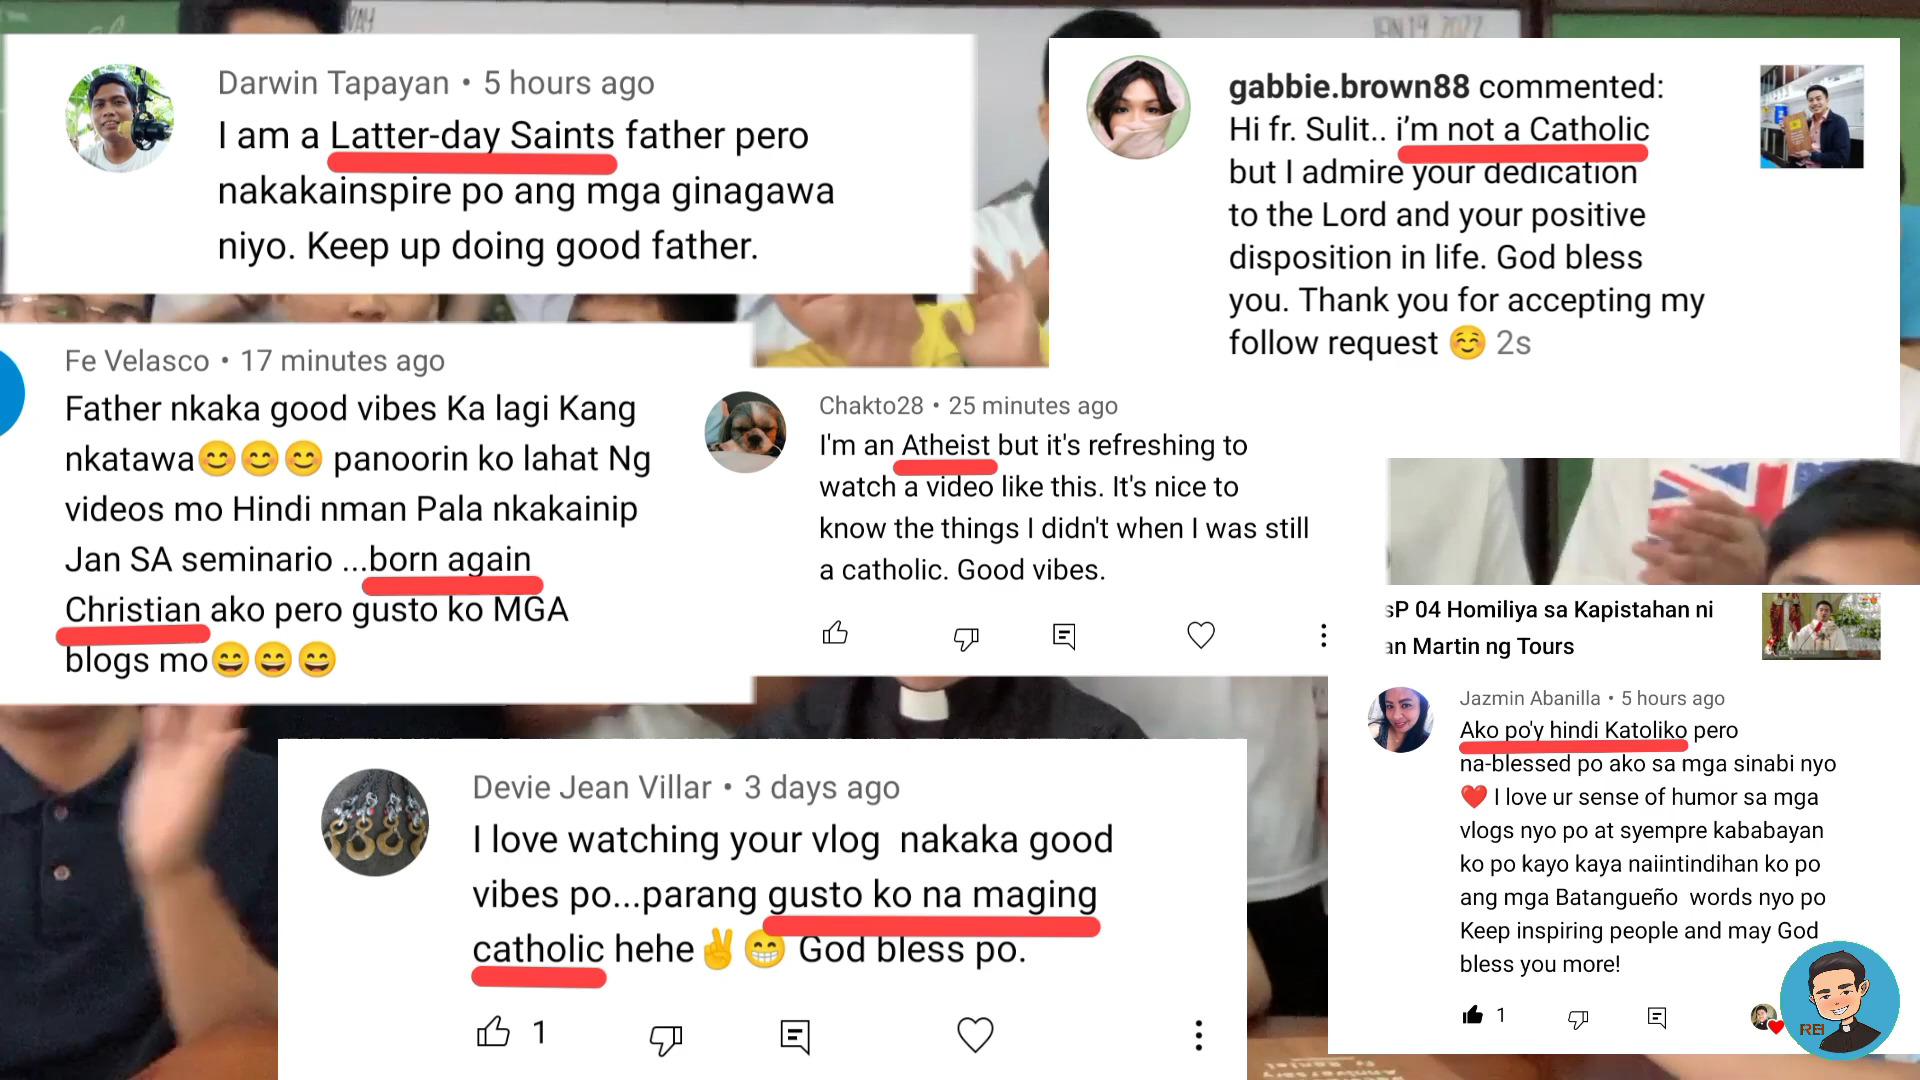 Darwin Tapayan • 5 hours ago
I am a Latter-day Saints father pero
nakakainspire po ang mga ginagawa
niyo. Keep up doing good father.
gabbie.brown88 commented:
Hi fr. Sulit.. i'm not a Catholic
but I admire your dedication
to the Lord and your positive
disposition in life. God bless
you. Thank you for accepting my
follow request ☺️ 2s
Fe Velasco • 17 minutes ago
Father nkaka good vibes Ka lagi Kang
nkatawa😊😊😊 panoorin ko lahat Ng
videos mo Hindi nman Pala nkakainip
Jan SA seminario ...born again
Christian ako pero gusto ko MGA
blogs mo😄😄😄
Chakto28 • 25 minutes ago
I'm an Atheist but it's refreshing to
watch a video like this. It's nice to
know the things I didn't when I was still
a catholic. Good vibes.
sP 04 Homiliya sa Kapistahan ni
an Martin ng Tours
Jazmin Abanilla • 5 hours ago
Ako po'y hindi Katoliko pero
na-blessed po ako sa mga sinabi nyo
❤️ I love ur sense of humor sa mga
vlogs nyo po at syempre kababayan
ko po kayo kaya naiintindihan ko po
ang mga Batangueño words nyo po
Keep inspiring people and may God
bless you more!
1
Devie Jean Villar • 3 days ago
I love watching your vlog nakaka good
vibes po...parang gusto ko na maging
catholic hehe✌️😁 God bless po.
1
JAN 19 2022